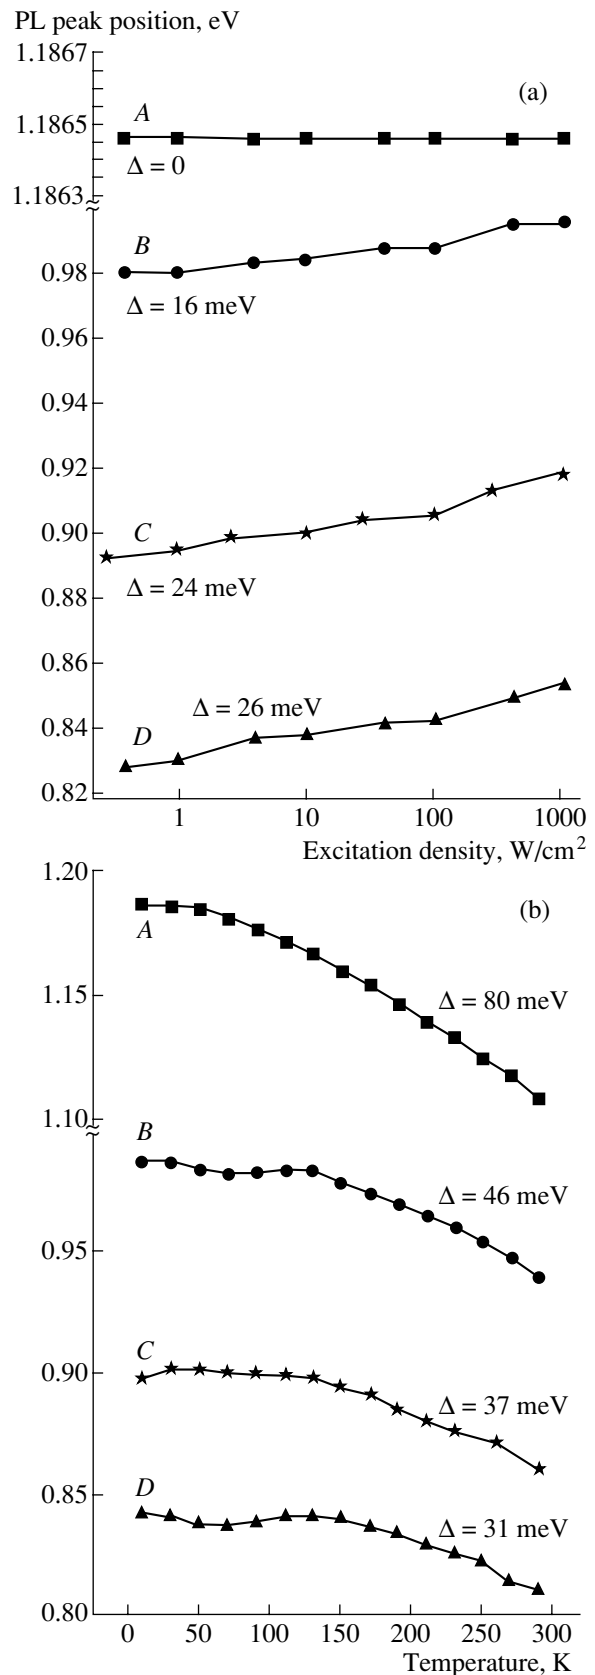 PL peak position, eV
1.1867
(a)
A
1.1865
Δ = 0
1.1863
B
0.98
Δ = 16 meV
0.96
0.94
0.92
C
0.90
Δ = 24 meV
0.88
0.86
Δ = 26 meV
D
0.84
0.82
1 10 100 1000
Excitation density, W/cm²
1.20
(b)
A
1.15
Δ = 80 meV
1.10
B
Δ = 46 meV
0.95
C
0.90
Δ = 37 meV
D
0.85
Δ = 31 meV
0.80
0 50 100 150 200 250 300
Temperature, K